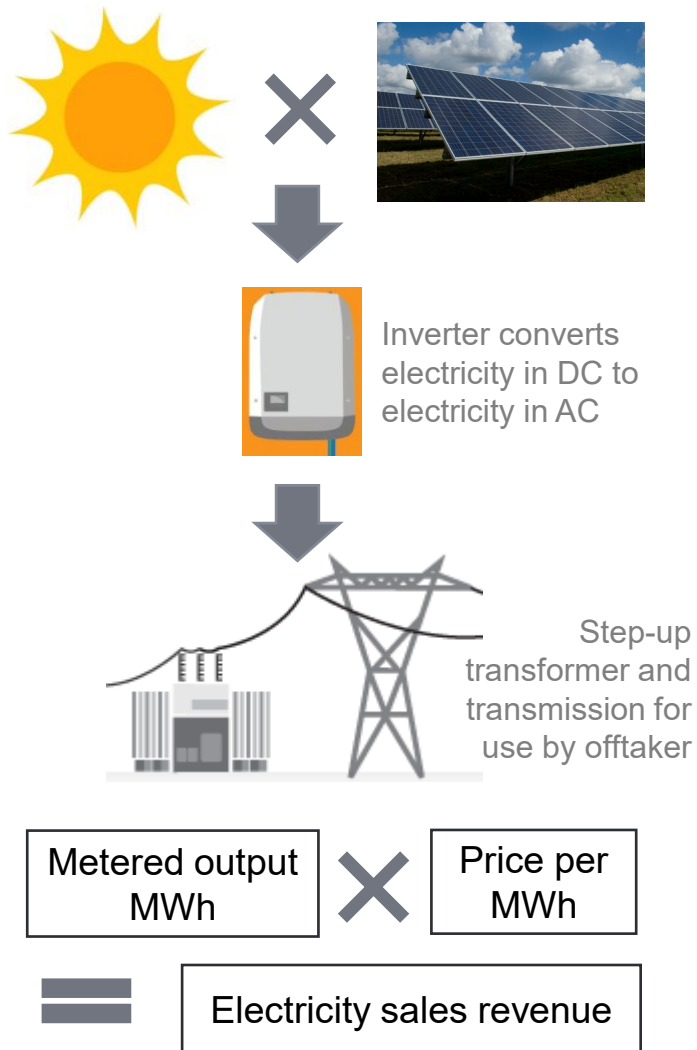 Inverter converts
electricity in DC to
electricity in AC
Step-up
transformer and
transmission for
use by offtaker
Metered output
MWh
Price per
MWh
Electricity sales revenue